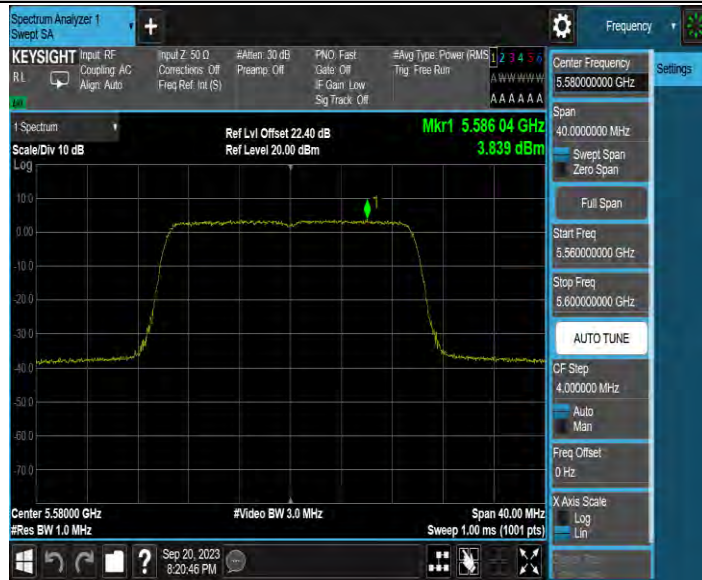 Spectrum Analyzer 1
Swept SA
+
Frequency
KEYSIGHT
RL
Input: RF
Coupling: AC
Align: Auto
Input Z: 50 Ω
Corrections: Off
Freq Ref: Int (S)
#Atten: 30 dB
Preamp: Off
PNO: Fast
Gate: Off
IF Gain: Low
Sig Track: Off
#Avg Type: Power (RMS
Trig: Free Run
1 2 3 4 5 6
A W W W W W
A A A A A A
1 Spectrum
Scale/Div 10 dB
Log
Ref Lvl Offset 22.40 dB
Ref Level 20.00 dBm
Mkr1 5.586 04 GHz
3.839 dBm
1
10.0
0.00
-10.0
-20.0
-30.0
-40.0
-50.0
-60.0
-70.0
Center 5.58000 GHz
#Res BW 1.0 MHz
#Video BW 3.0 MHz
Span 40.00 MHz
Sweep 1.00 ms (1001 pts)
Sep 20, 2023
8:20:46 PM
?
Center Frequency
5.580000000 GHz
Settings
Span
40.0000000 MHz
Swept Span
Zero Span
Full Span
Start Freq
5.560000000 GHz
Stop Freq
5.600000000 GHz
AUTO TUNE
CF Step
4.000000 MHz
Auto
Man
Freq Offset
0 Hz
X Axis Scale
Log
Lin